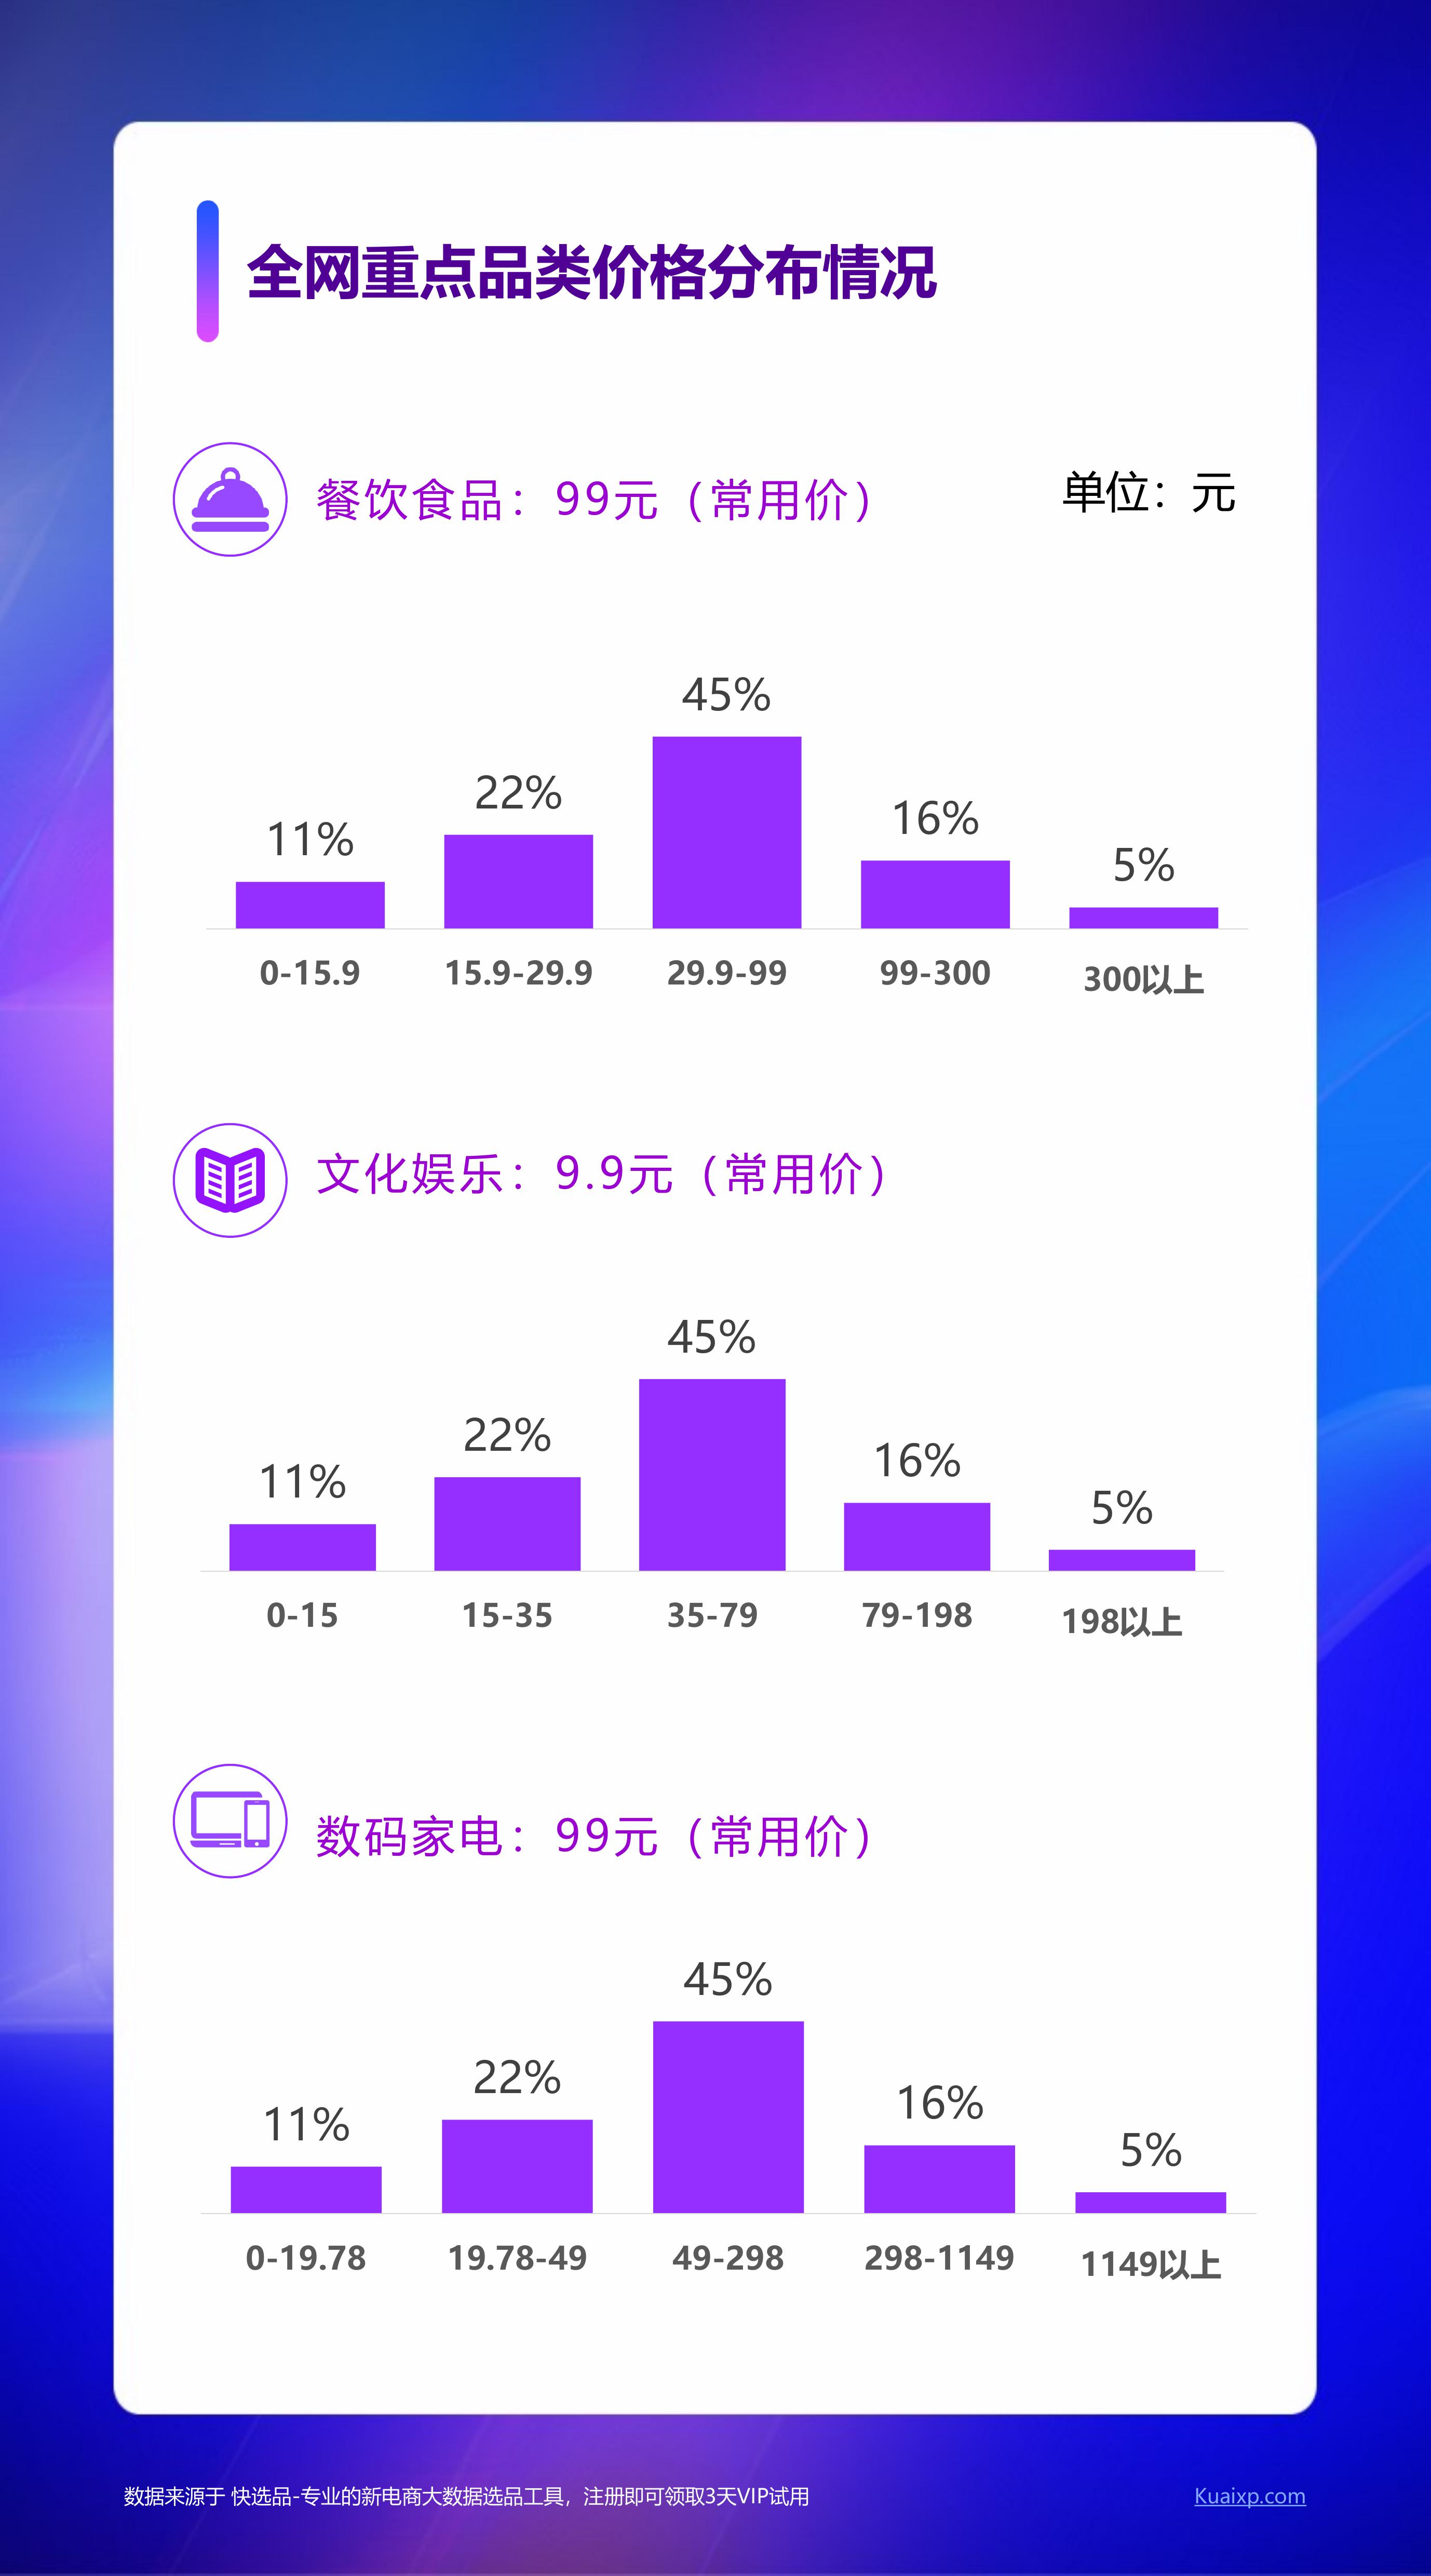 全网重点品类价格分布情况
餐饮食品：99元（常用价）
单位：元
45%
22%
16%
11%
5%
0-15.9 15.9-29.9 29.9-99 99-300 300以上
文化娱乐：9.9元（常用价）
45%
22%
16%
11%
5%
0-15 15-35 35-79 79-198 198以上
数码家电：99元（常用价）
45%
22%
16%
11%
5%
0-19.78 19.78-49 49-298 298-1149 1149以上
数据来源于 快选品-专业的新电商大数据选品工具，注册即可领取3天VIP试用
Kuaixp.com